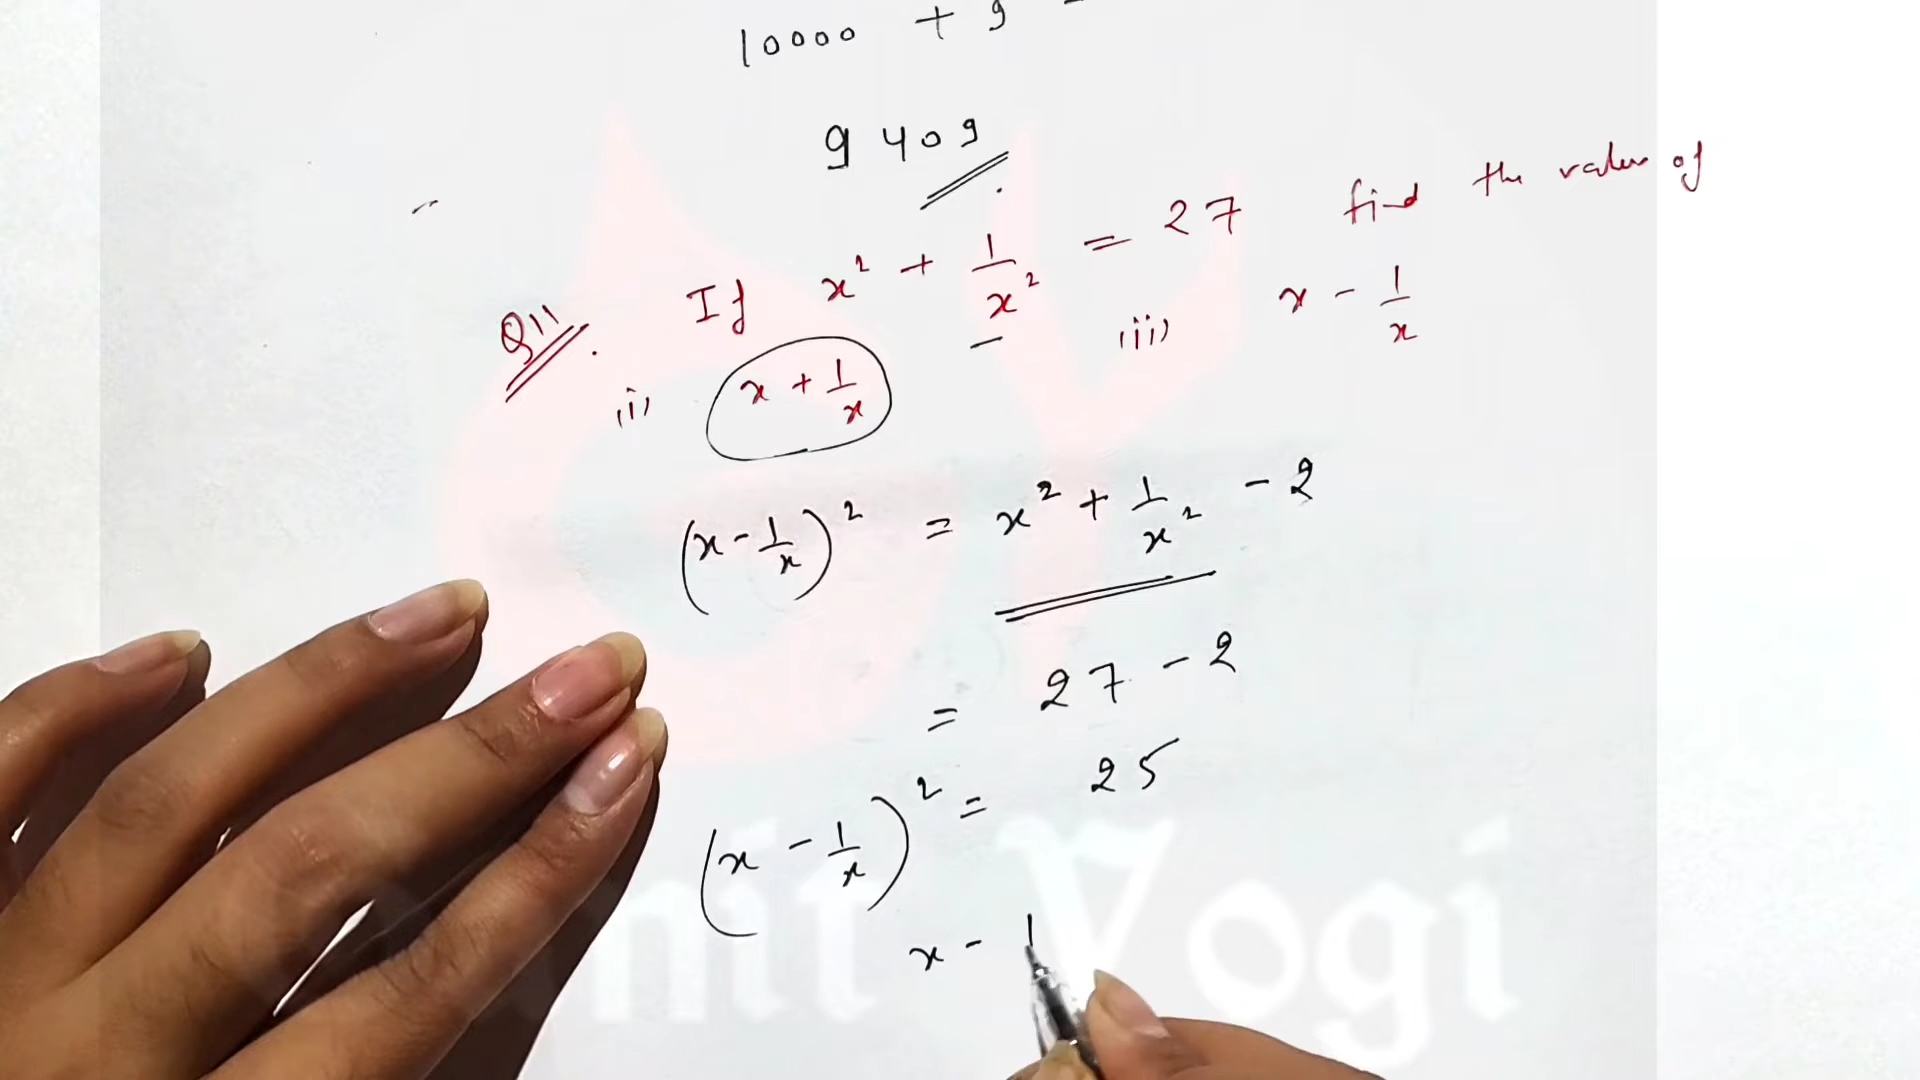 10000 + 9 -
9409
Q11. If x² + 1/x² = 27 find the value of
(i) x + 1/x (ii) x - 1/x
(x - 1/x)² = x² + 1/x² - 2
= 27 - 2
(x - 1/x)² = 25
x - 1
Yogi